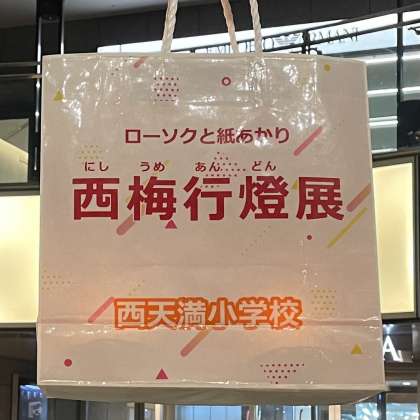 ローソクと紙あかり
にし うめ あん どん
西梅行燈展
西天満小学校